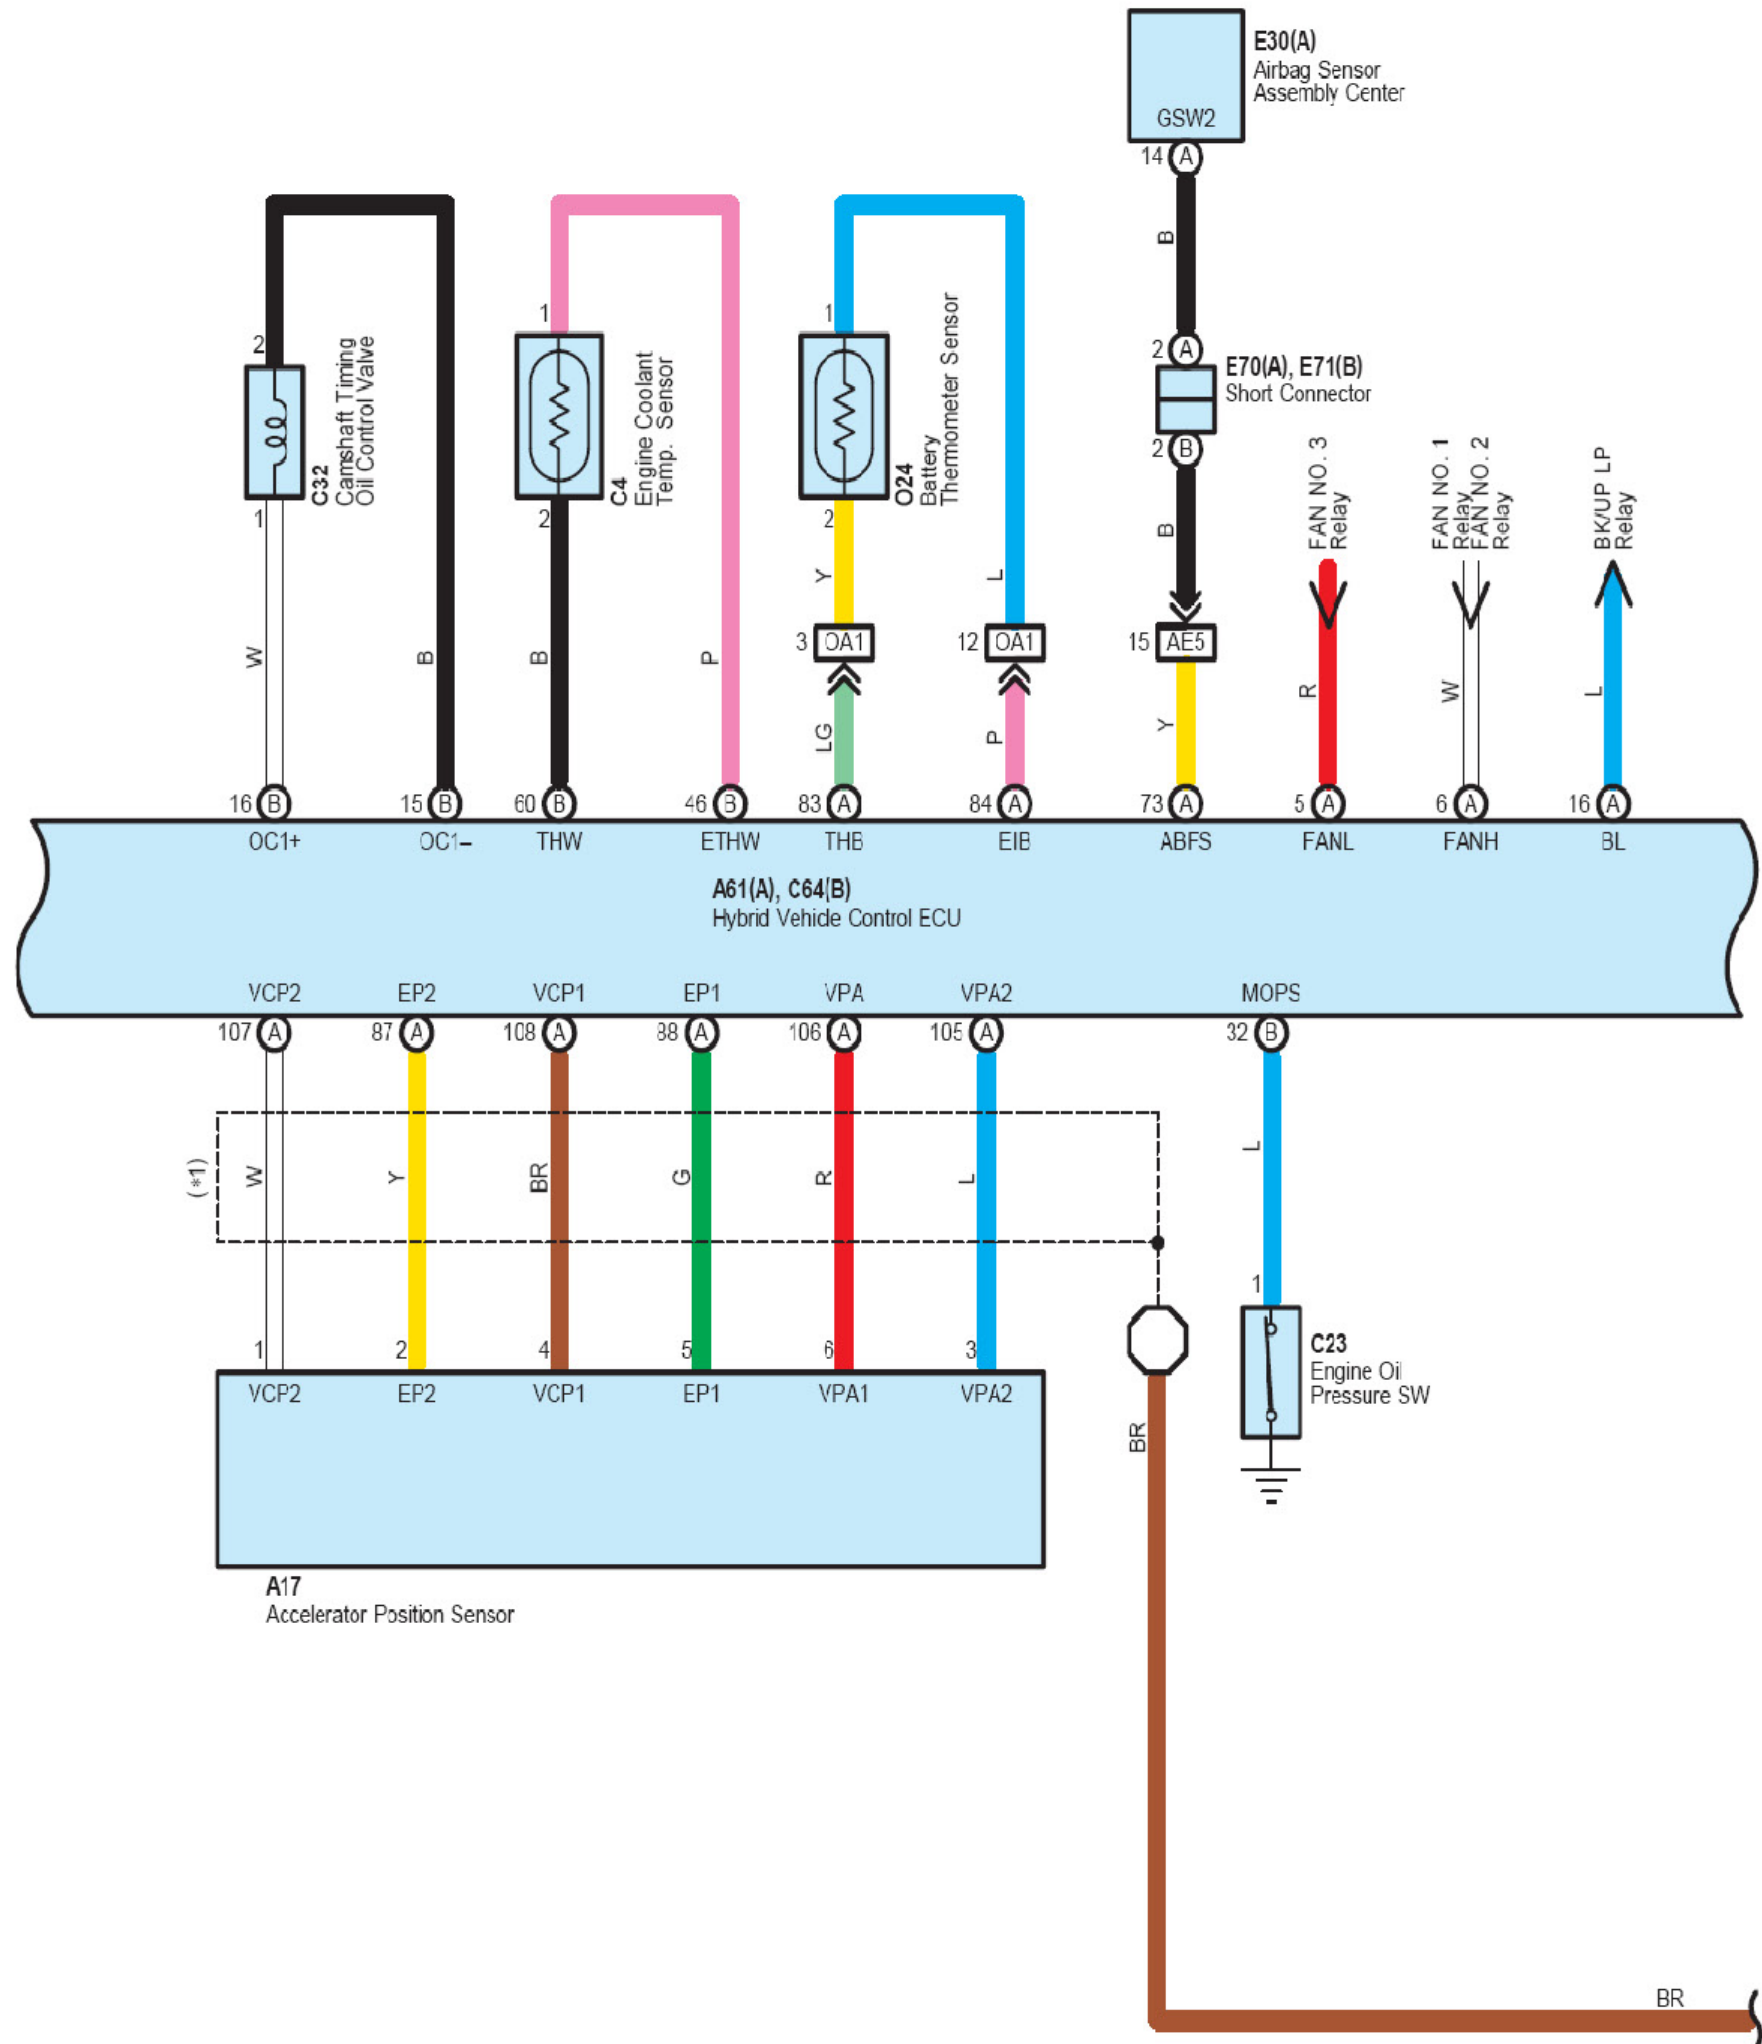 E30(A)
Airbag Sensor
Assembly Center
GSW2
14 A
B
2 A
E70(A), E71(B)
Short Connector
2 B
B
15 AE5
Y
2
C32
Camshaft Timing
Oil Control Valve
1
W
B
1
C4
Engine Coolant
Temp. Sensor
2
B
P
1
O24
Battery
Thermometer Sensor
2
Y
L
3 OA1
12 OA1
LG
P
FAN NO. 3
Relay
R
FAN NO. 1
Relay
FAN NO. 2
Relay
W
BK/UP LP
Relay
L
16 B
15 B
60 B
46 B
83 A
84 A
73 A
5 A
6 A
16 A
OC1+
OC1–
THW
ETHW
THB
EIB
ABFS
FANL
FANH
BL
A61(A), C64(B)
Hybrid Vehicle Control ECU
VCP2
EP2
VCP1
EP1
VPA
VPA2
MOPS
107 A
87 A
108 A
88 A
106 A
105 A
32 B
(*1)
W
Y
BR
G
R
L
L
1
2
4
5
6
3
1
VCP2
EP2
VCP1
EP1
VPA1
VPA2
C23
Engine Oil
Pressure SW
BR
A17
Accelerator Position Sensor
BR